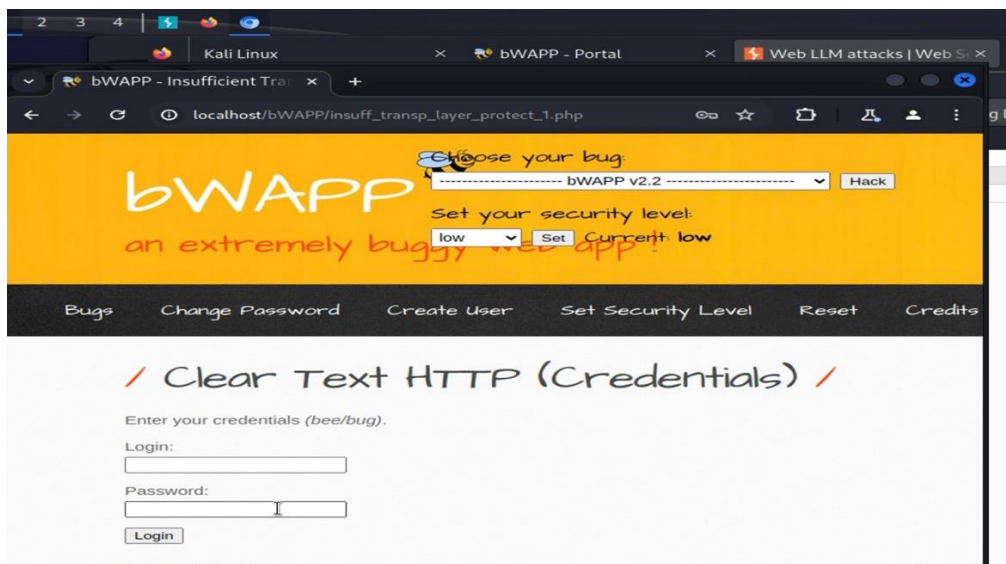 2 3 4
Kali Linux bWAPP - Portal Web LLM attacks | Web S
bWAPP - Insufficient Tra
localhost/bWAPP/insuff_transp_layer_protect_1.php
Choose your bug:
--------------------- bWAPP v2.2 --------------------- Hack
bWAPP
Set your security level:
low Set Current: low
an extremely buggy web app !
Bugs Change Password Create User Set Security Level Reset Credits
/ Clear Text HTTP (Credentials) /
Enter your credentials (bee/bug).
Login:
Password:
Login